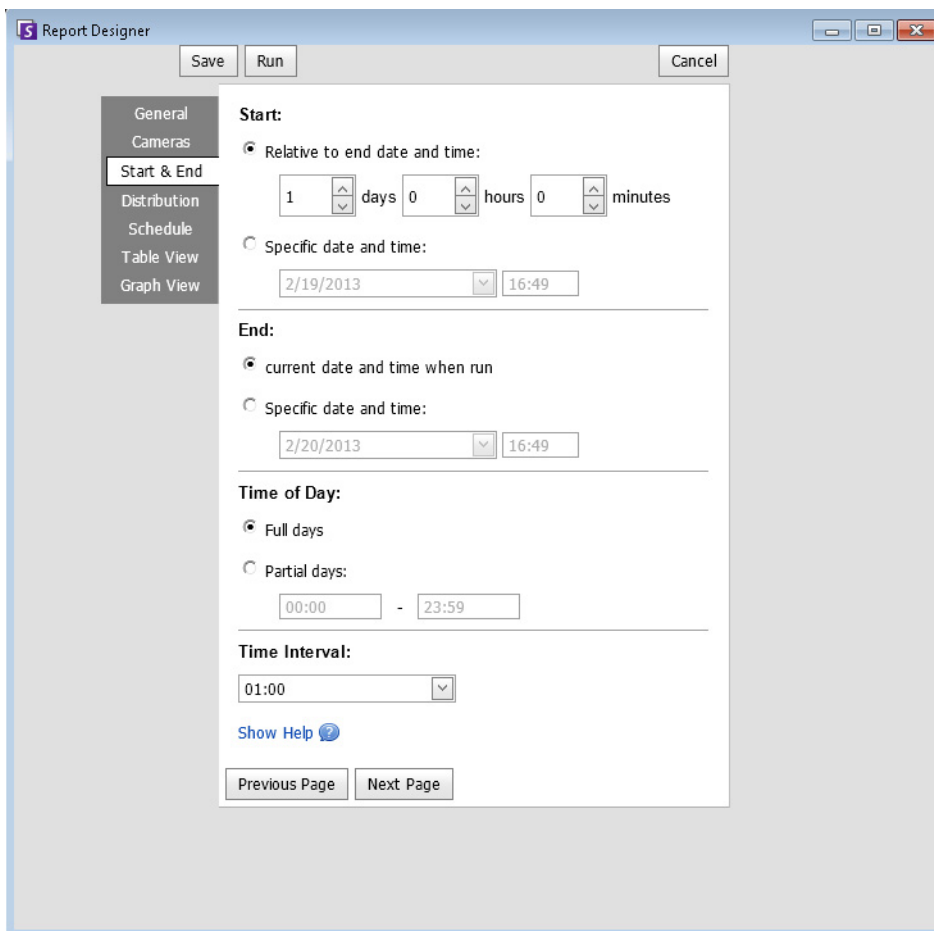 Report Designer
Save Run Cancel
General
Cameras
Start & End
Distribution
Schedule
Table View
Graph View
Start:
Relative to end date and time:
1 days 0 hours 0 minutes
Specific date and time:
2/19/2013 16:49
End:
current date and time when run
Specific date and time:
2/20/2013 16:49
Time of Day:
Full days
Partial days:
00:00 - 23:59
Time Interval:
01:00
Show Help ?
Previous Page Next Page